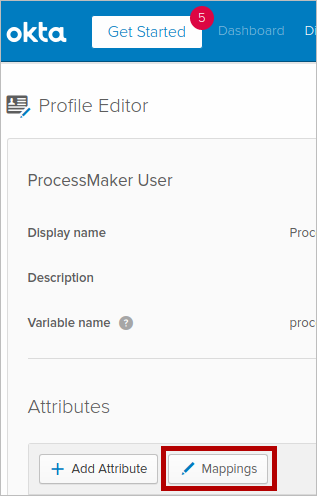 okta Get Started 5 Dashboard Di
Profile Editor
ProcessMaker User
Display name Proc
Description
Variable name ? proc
Attributes
+ Add Attribute Mappings